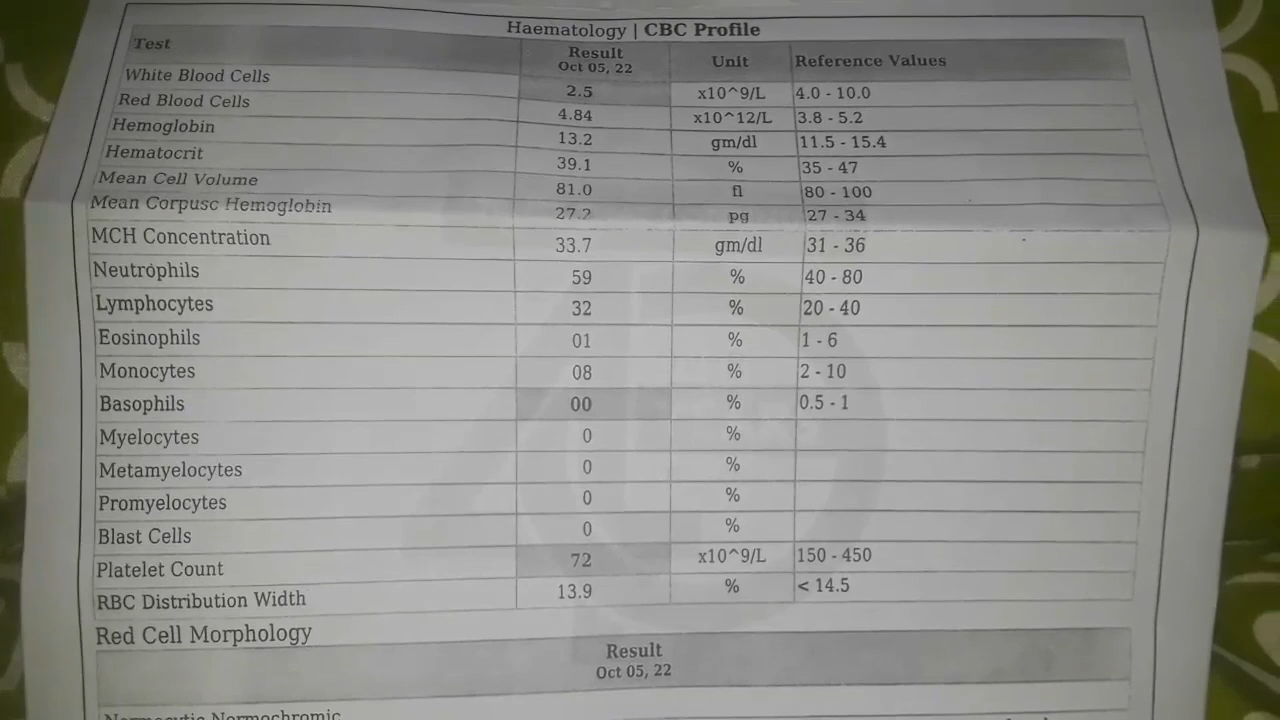 Haematology | CBC Profile
Test Result Oct 05, 22 Unit Reference Values
White Blood Cells 2.5 x10^9/L 4.0 - 10.0
Red Blood Cells 4.84 x10^12/L 3.8 - 5.2
Hemoglobin 13.2 gm/dl 11.5 - 15.4
Hematocrit 39.1 % 35 - 47
Mean Cell Volume 81.0 fl 80 - 100
Mean Corpusc Hemoglobin 27.2 pg 27 - 34
MCH Concentration 33.7 gm/dl 31 - 36
Neutrophils 59 % 40 - 80
Lymphocytes 32 % 20 - 40
Eosinophils 01 % 1 - 6
Monocytes 08 % 2 - 10
Basophils 00 % 0.5 - 1
Myelocytes 0 %
Metamyelocytes 0 %
Promyelocytes 0 %
Blast Cells 0 %
Platelet Count 72 x10^9/L 150 - 450
RBC Distribution Width 13.9 % < 14.5
Red Cell Morphology
Result
Oct 05, 22
Normocytic Normochromic